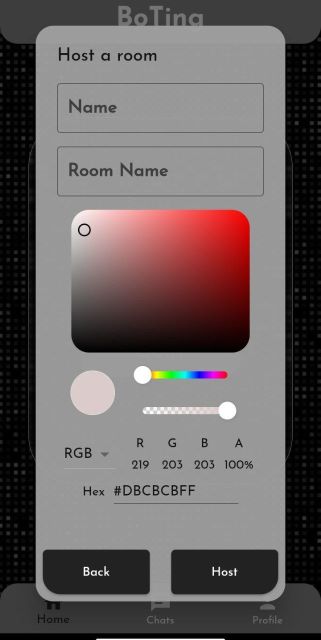 BoTing
Host a room
Name
Room Name
RGB R G B A
219 203 203 100%
Hex #DBCBCBFF
Back Host
Home Chats Profile